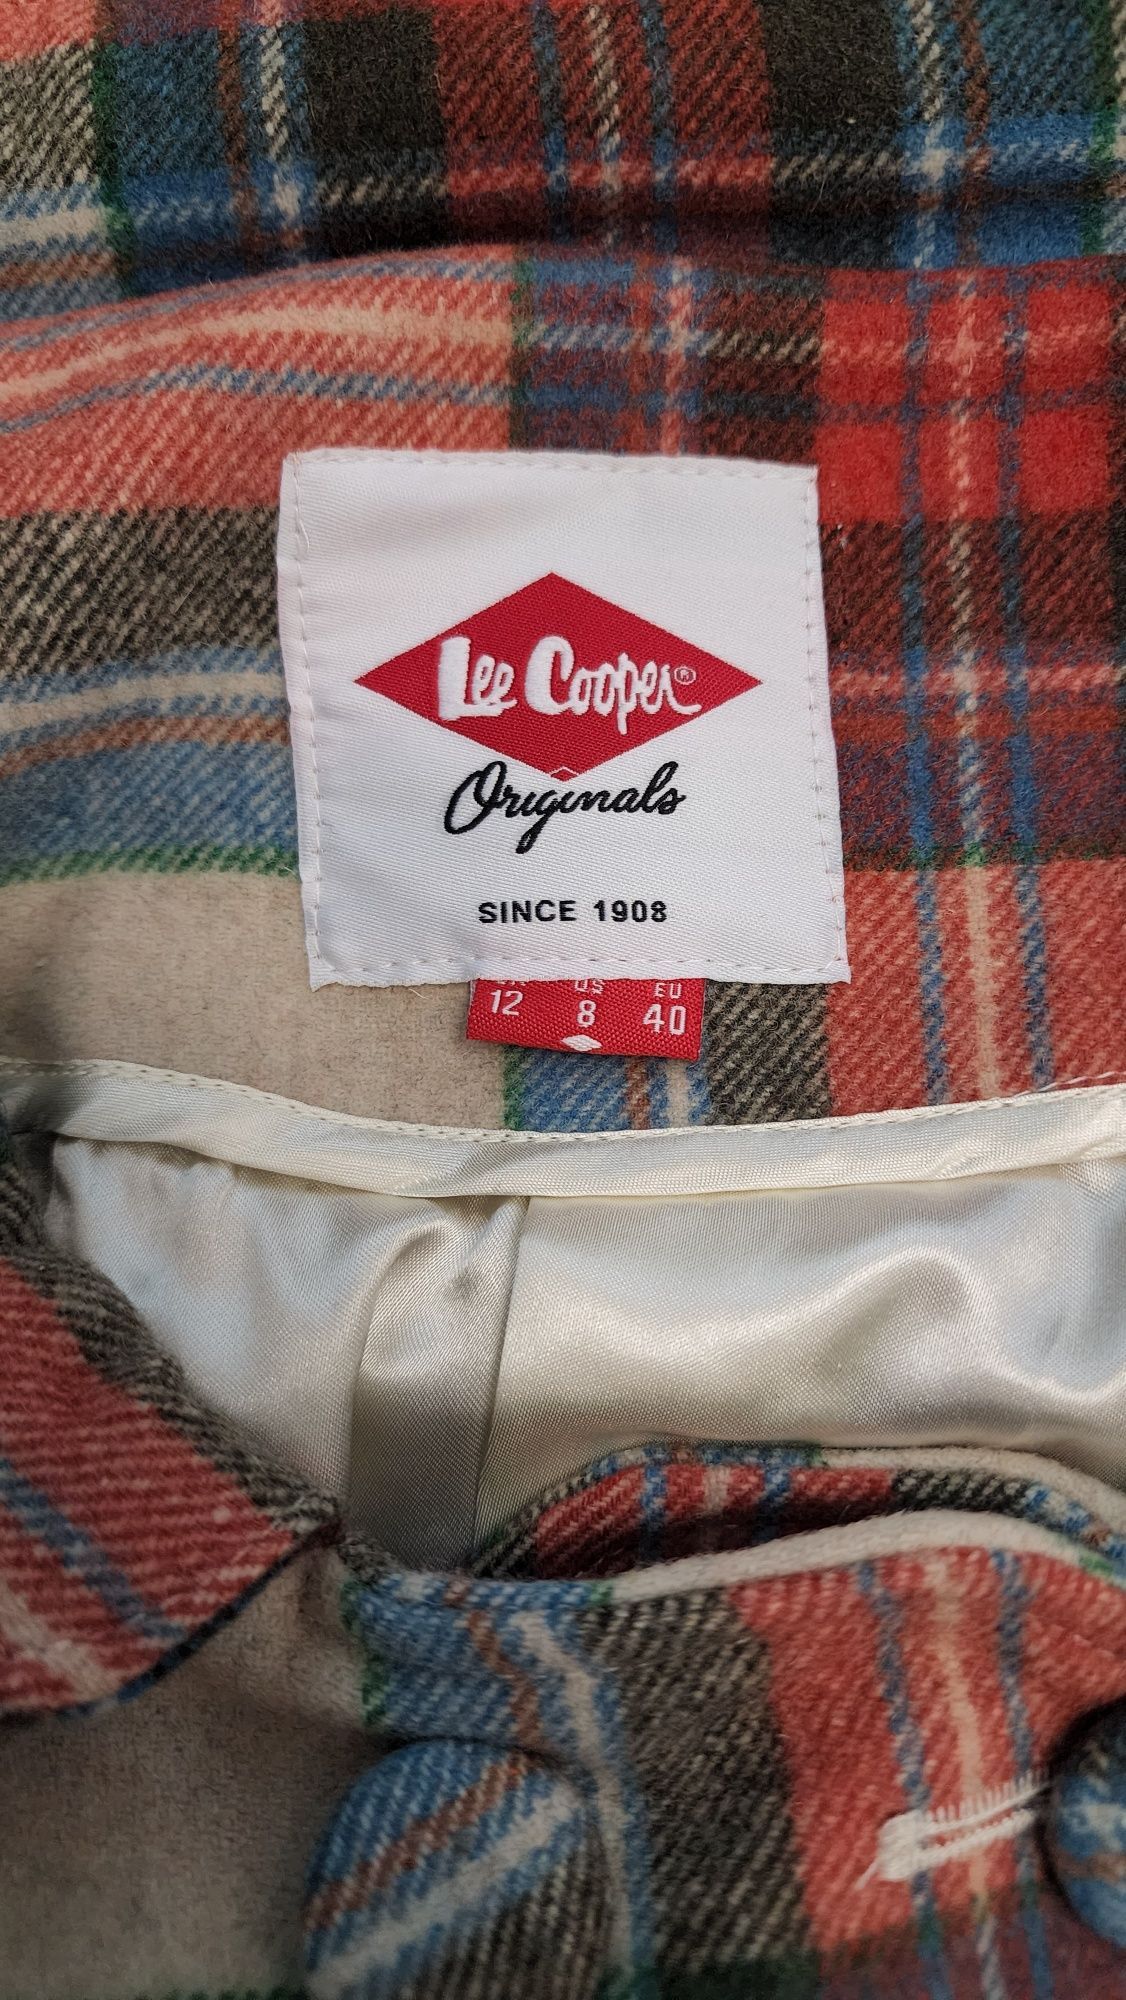 Lee Cooper®
Originals
SINCE 1908
US EU
12 8 40